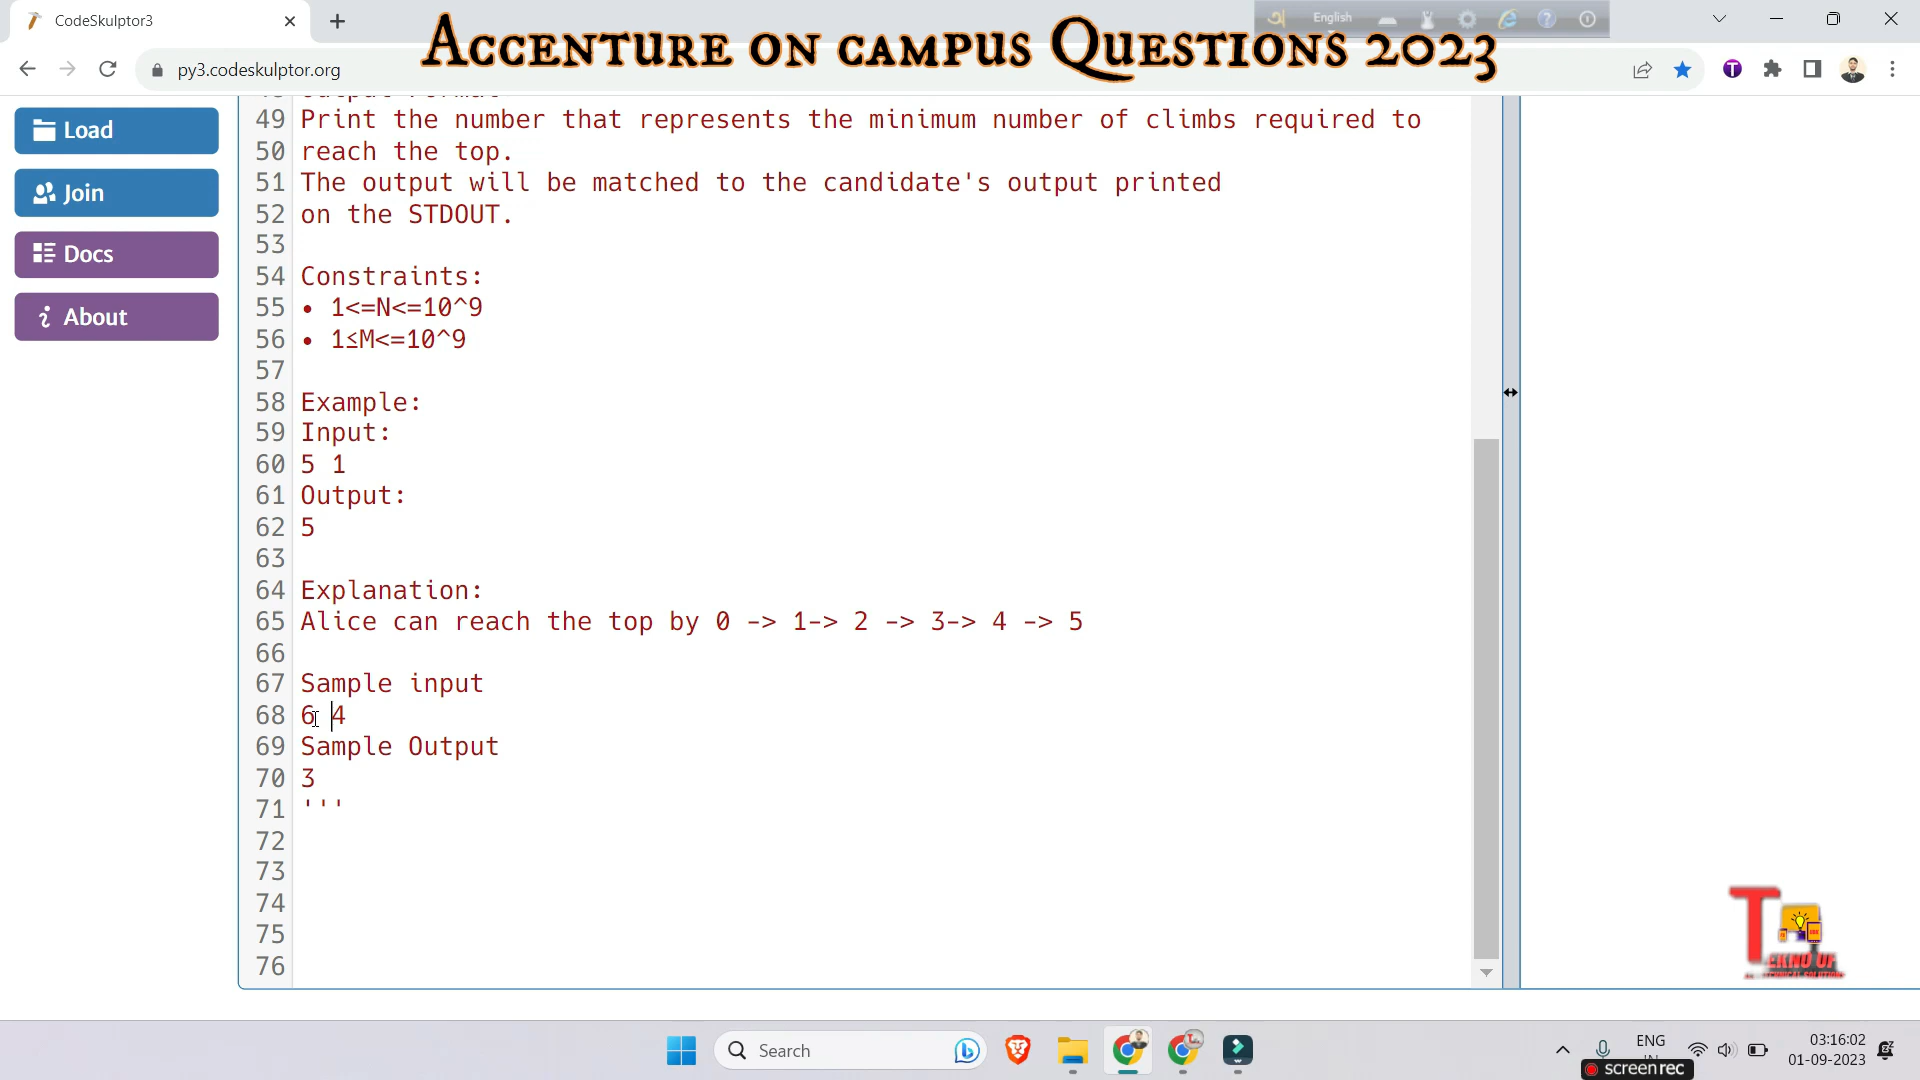 CodeSkulptor3
English
ACCENTURE ON CAMPUS QUESTIONS 2023
py3.codeskulptor.org
Load
Join
Docs
About
49 Print the number that represents the minimum number of climbs required to
50 reach the top.
51 The output will be matched to the candidate's output printed
52 on the STDOUT.
53
54 Constraints:
55 • 1<=N<=10^9
56 • 1≤M<=10^9
57
58 Example:
59 Input:
60 5 1
61 Output:
62 5
63
64 Explanation:
65 Alice can reach the top by 0 -> 1-> 2 -> 3-> 4 -> 5
66
67 Sample input
68 6 4
69 Sample Output
70 3
71 '''
72
73
74
75
76
TEKNO UF
Search
ENG
03:16:02
01-09-2023
screenrec